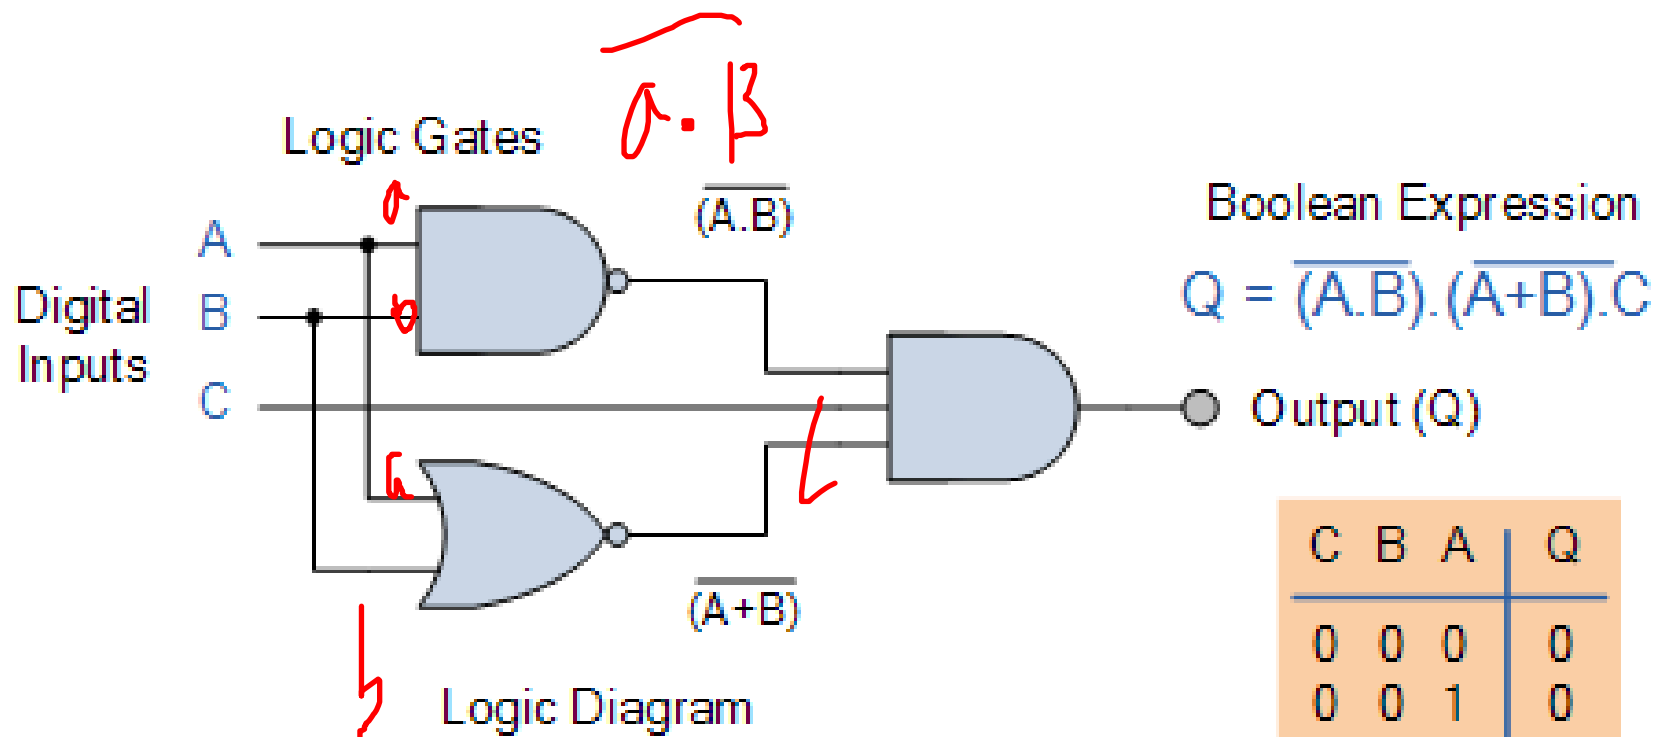 a.B
Logic Gates
a
A
B
b
C
Digital
Inputs
(A.B)
Boolean Expression
Q = (A.B).(A+B).C
a
C
Output (Q)
b
(A+B)
Logic Diagram
C B A Q
0 0 0 0
0 0 1 0